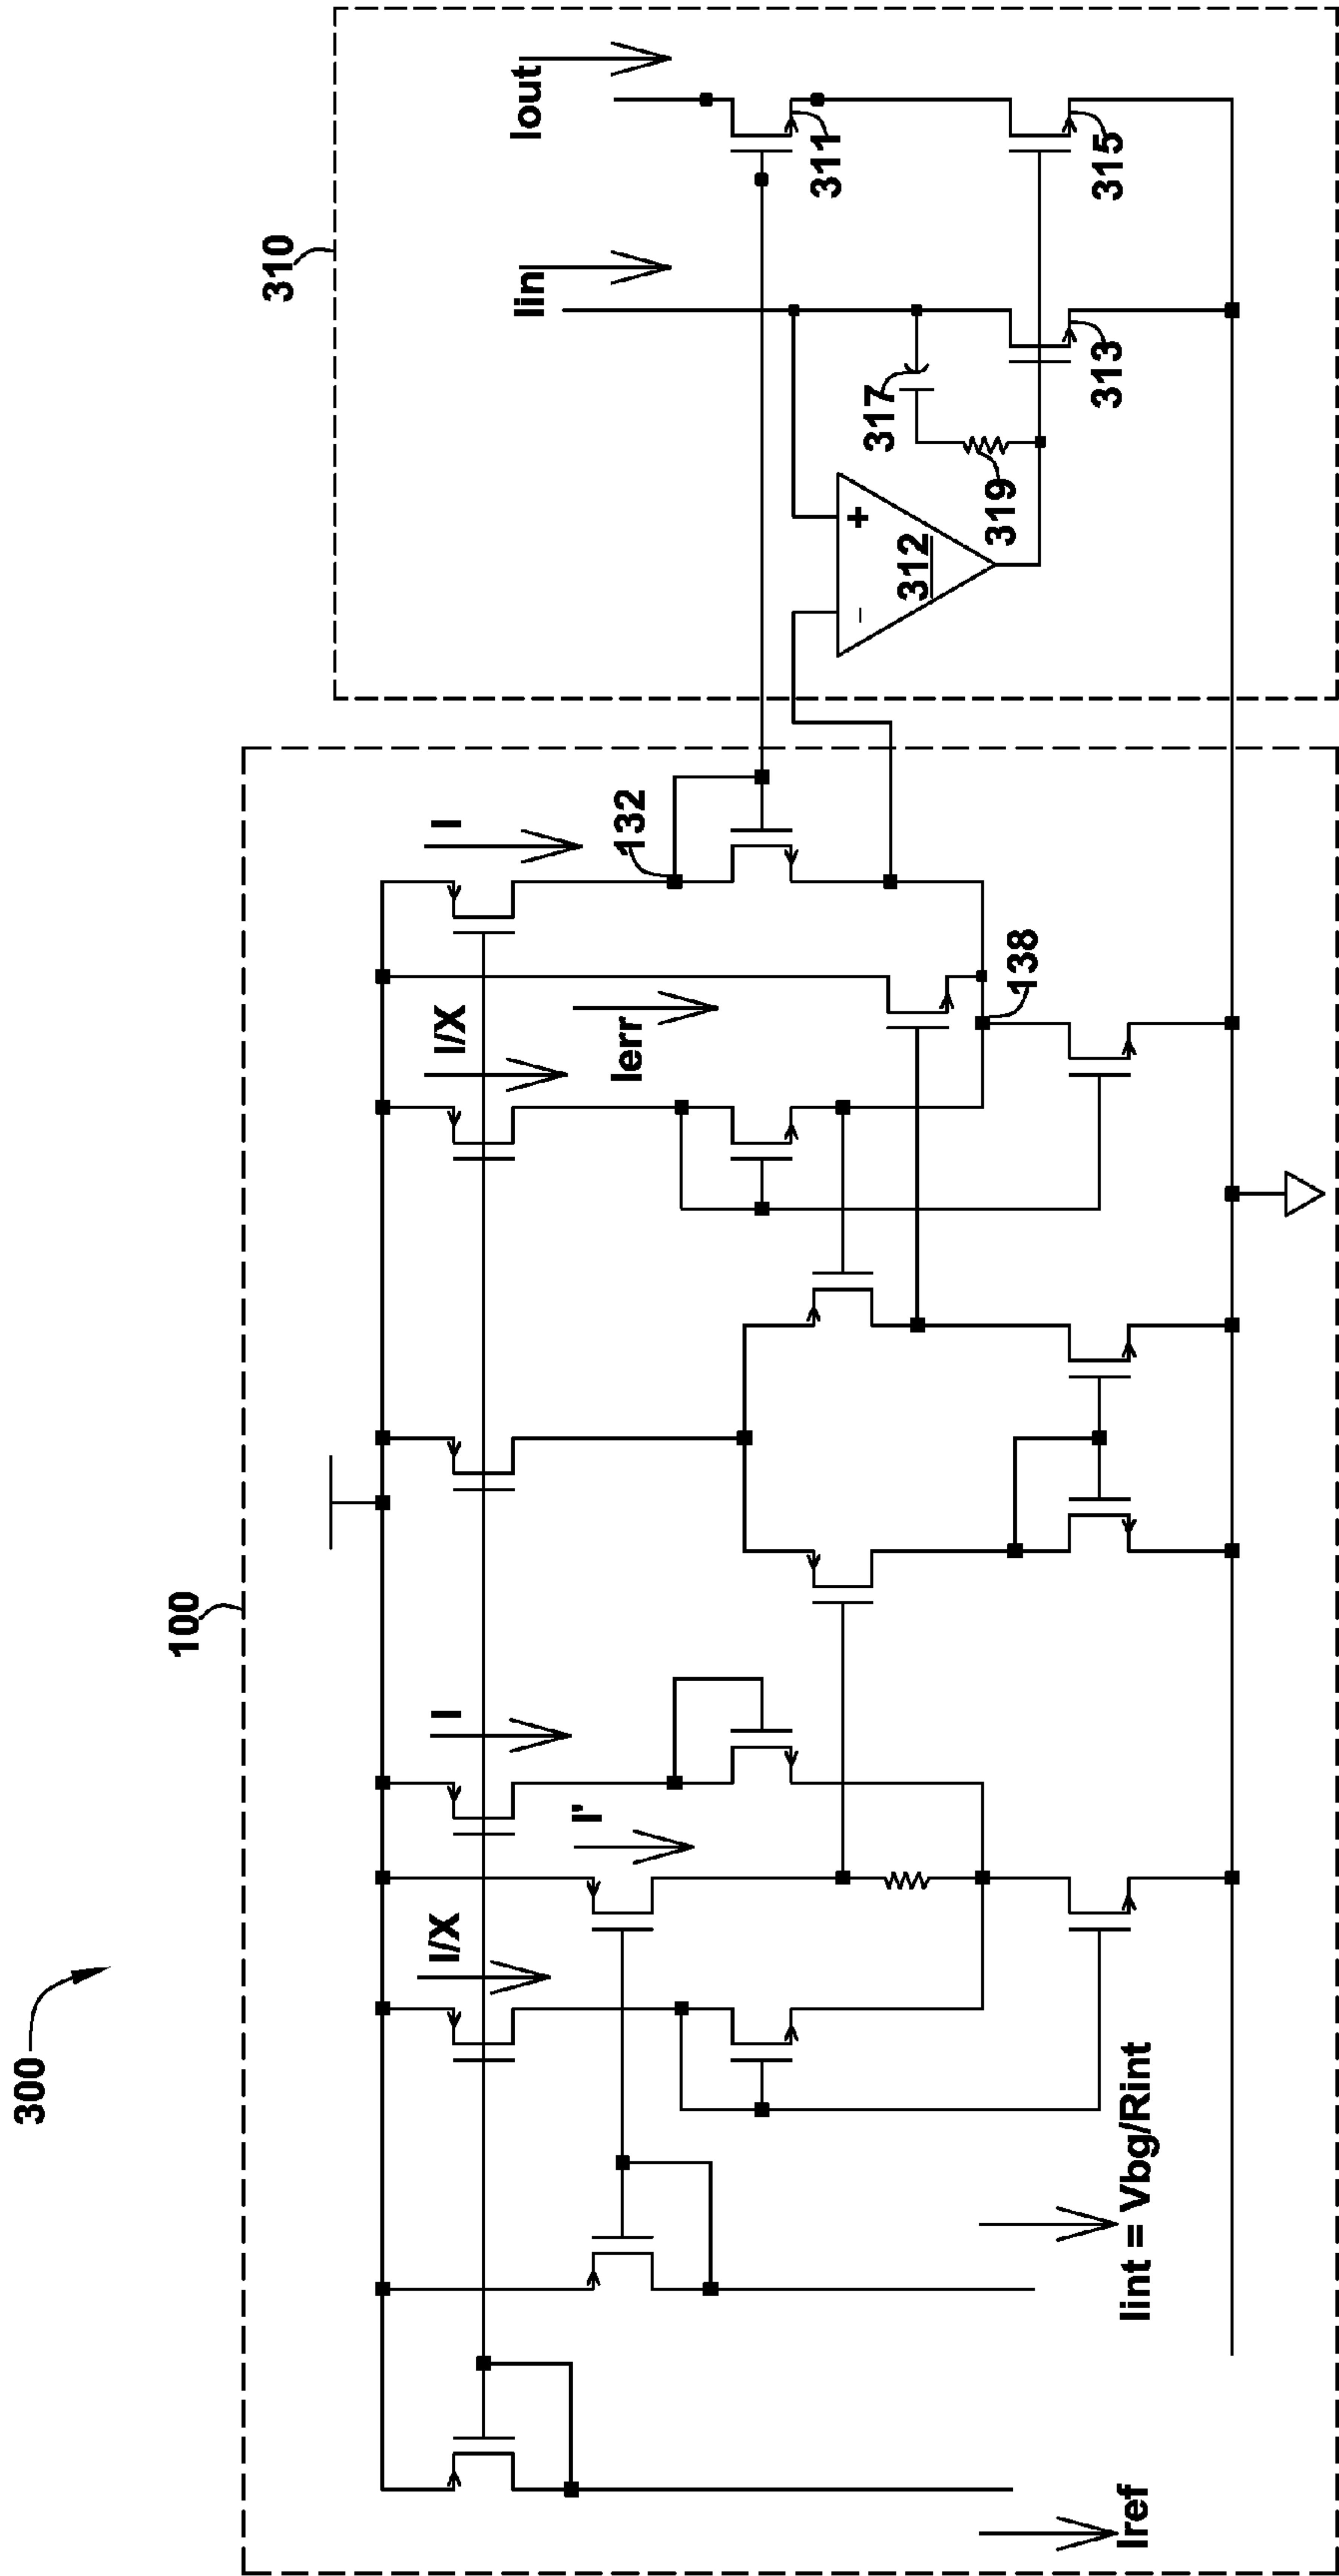 300
100
310
I/X
I'
I
I/X
Ierr
I
132
138
Iin
Iout
311
317
+
-
312
319
313
315
Iref
Iint = Vbg/Rint